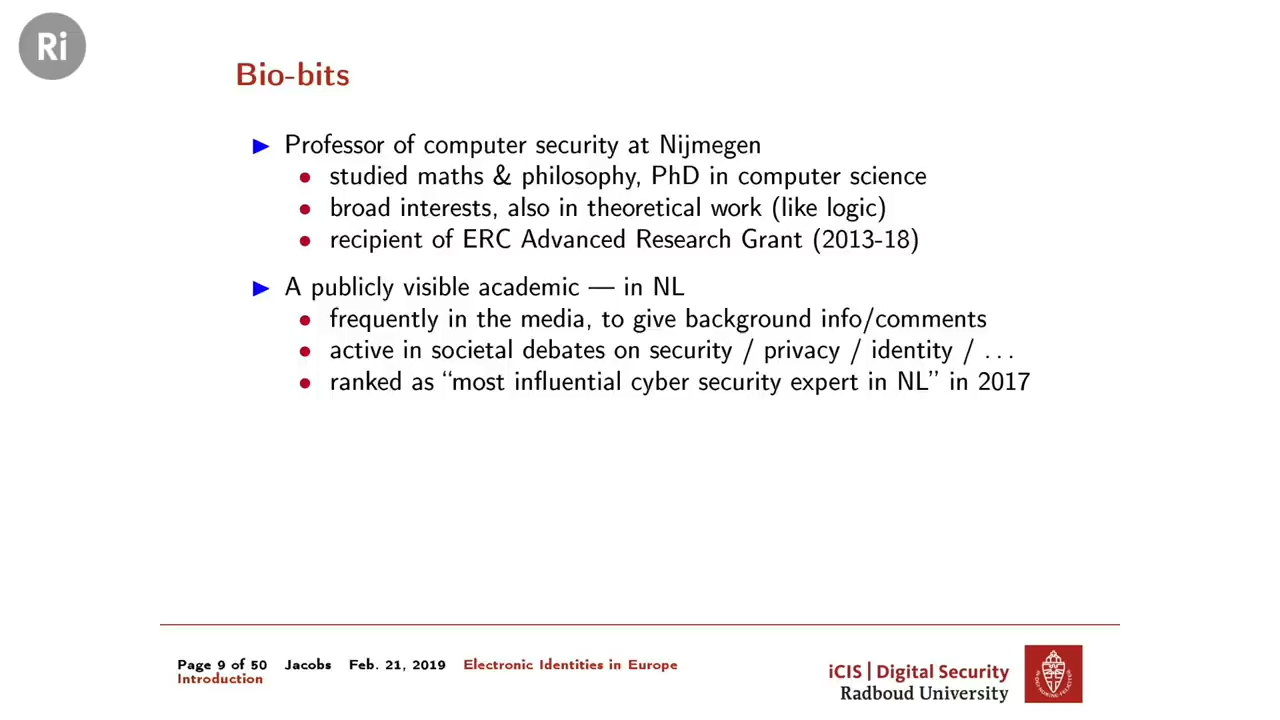 Ri
Bio-bits
▶ Professor of computer security at Nijmegen
• studied maths & philosophy, PhD in computer science
• broad interests, also in theoretical work (like logic)
• recipient of ERC Advanced Research Grant (2013-18)
▶ A publicly visible academic — in NL
• frequently in the media, to give background info/comments
• active in societal debates on security / privacy / identity / ...
• ranked as “most influential cyber security expert in NL” in 2017
Page 9 of 50 Jacobs Feb. 21, 2019 Electronic Identities in Europe
Introduction
iCIS | Digital Security
Radboud University